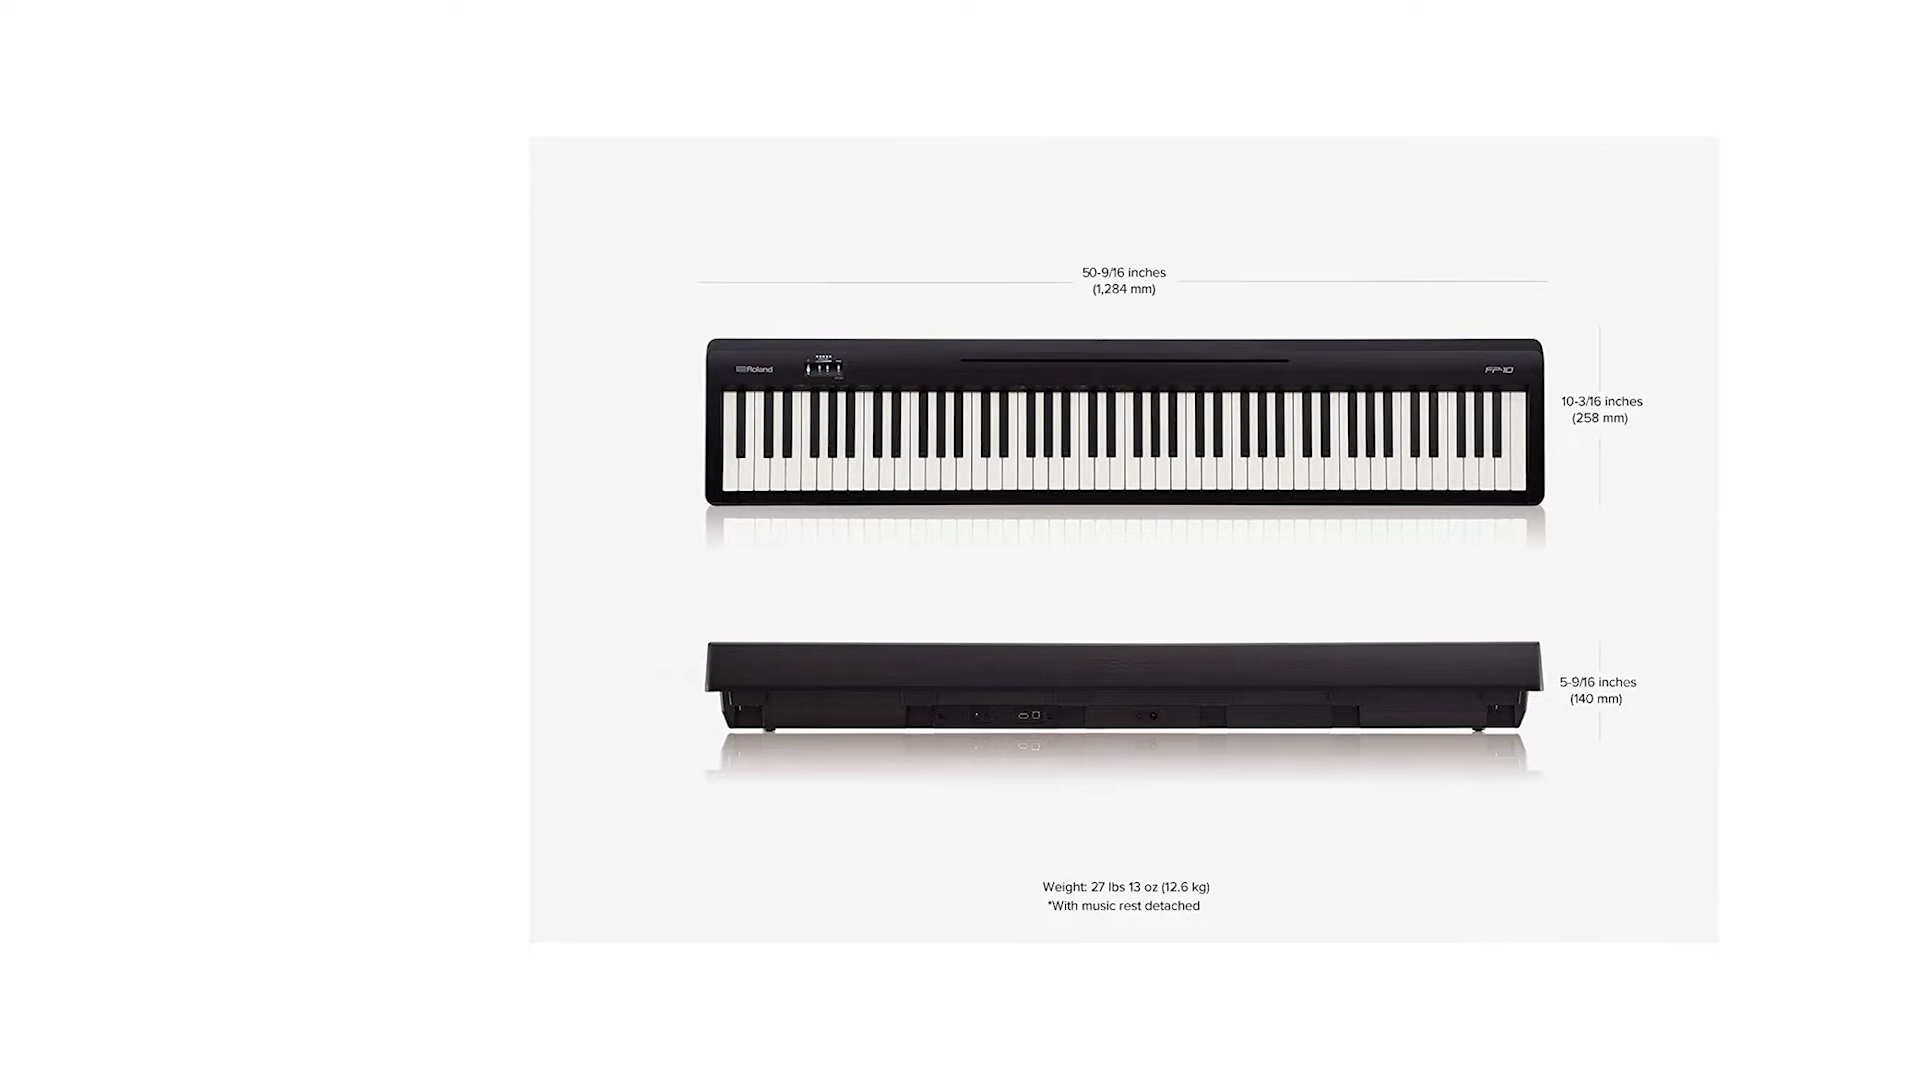 50-9/16 inches
(1,284 mm)
Roland
FP-10
10-3/16 inches
(258 mm)
5-9/16 inches
(140 mm)
Weight: 27 lbs 13 oz (12.6 kg)
*With music rest detached